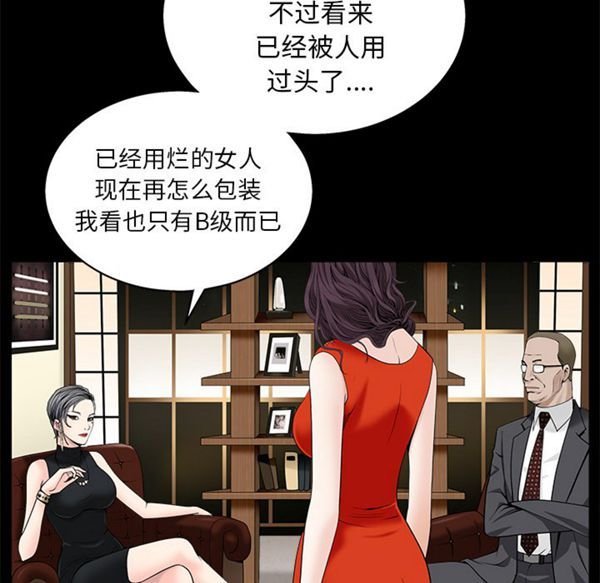 不过看来
已经被人用
过头了....
已经用烂的女人
现在再怎么包装
我看也只有B级而已